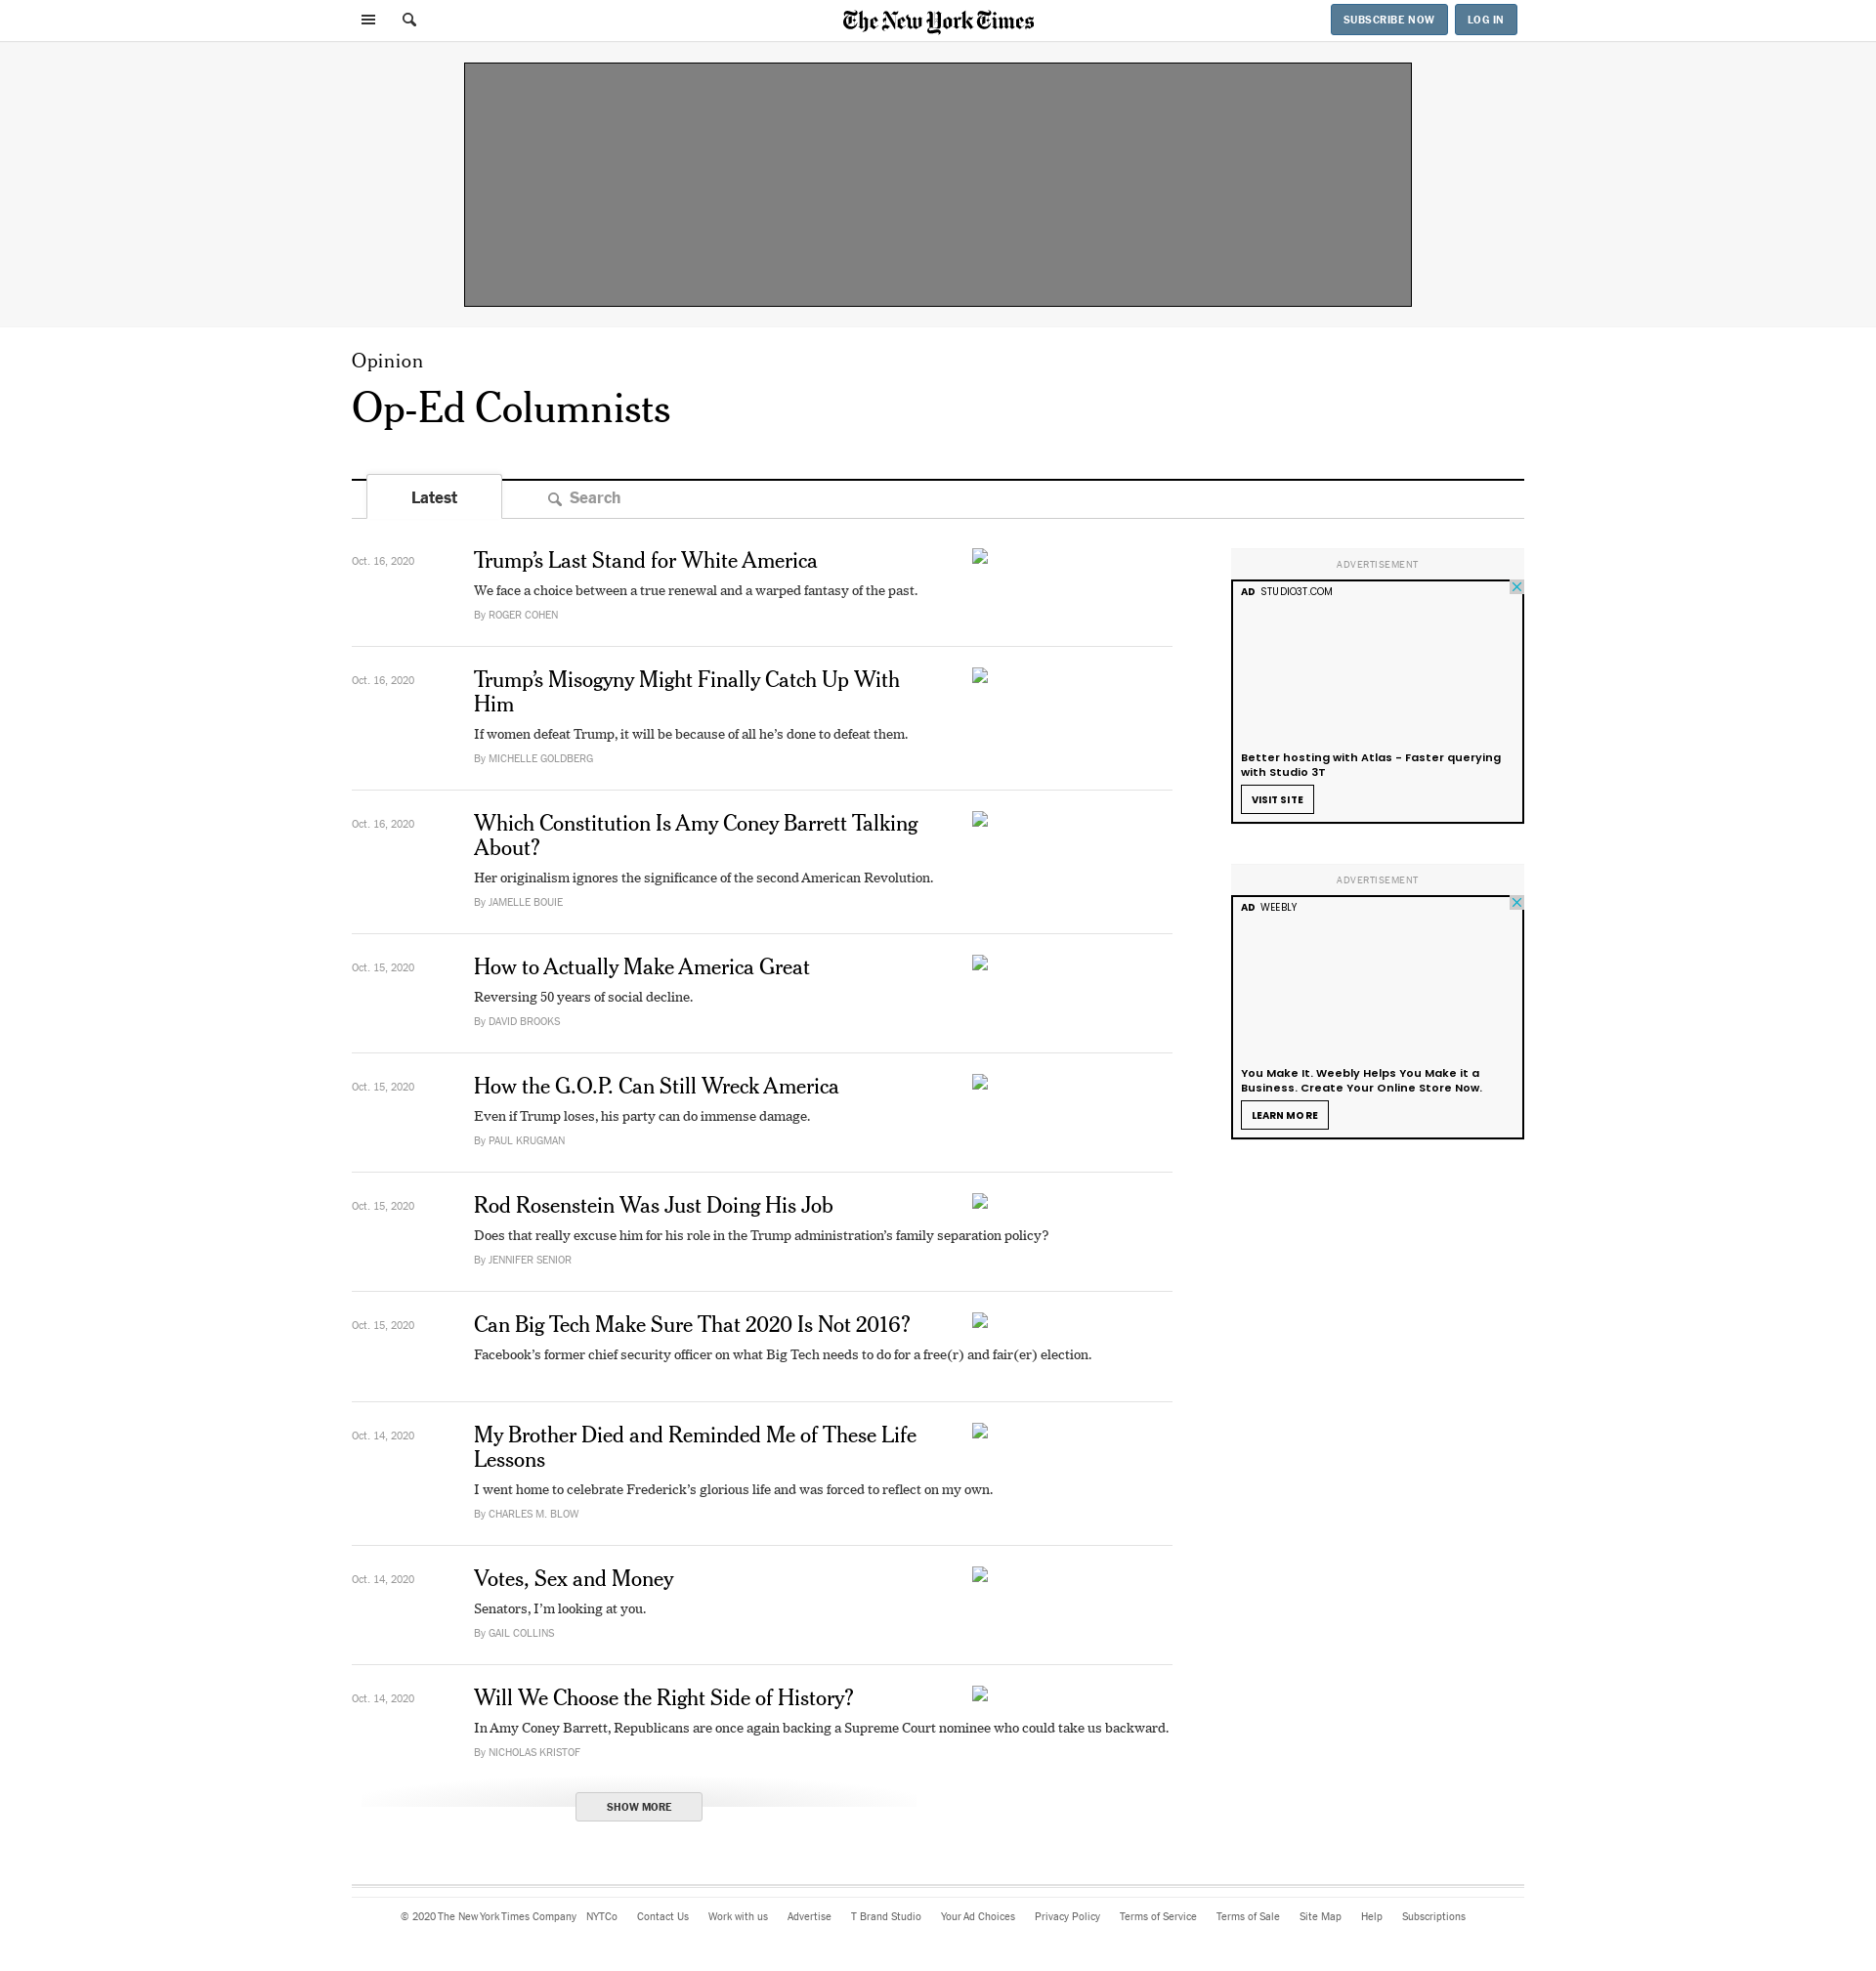 The New York Times
SUBSCRIBE NOW
LOG IN
Opinion
Op-Ed Columnists
Latest
Search
Oct. 16, 2020
Trump’s Last Stand for White America
We face a choice between a true renewal and a warped fantasy of the past.
By ROGER COHEN
Oct. 16, 2020
Trump’s Misogyny Might Finally Catch Up With
Him
If women defeat Trump, it will be because of all he’s done to defeat them.
By MICHELLE GOLDBERG
Oct. 16, 2020
Which Constitution Is Amy Coney Barrett Talking
About?
Her originalism ignores the significance of the second American Revolution.
By JAMELLE BOUIE
Oct. 15, 2020
How to Actually Make America Great
Reversing 50 years of social decline.
By DAVID BROOKS
Oct. 15, 2020
How the G.O.P. Can Still Wreck America
Even if Trump loses, his party can do immense damage.
By PAUL KRUGMAN
Oct. 15, 2020
Rod Rosenstein Was Just Doing His Job
Does that really excuse him for his role in the Trump administration’s family separation policy?
By JENNIFER SENIOR
Oct. 15, 2020
Can Big Tech Make Sure That 2020 Is Not 2016?
Facebook’s former chief security officer on what Big Tech needs to do for a free(r) and fair(er) election.
Oct. 14, 2020
My Brother Died and Reminded Me of These Life
Lessons
I went home to celebrate Frederick’s glorious life and was forced to reflect on my own.
By CHARLES M. BLOW
Oct. 14, 2020
Votes, Sex and Money
Senators, I’m looking at you.
By GAIL COLLINS
Oct. 14, 2020
Will We Choose the Right Side of History?
In Amy Coney Barrett, Republicans are once again backing a Supreme Court nominee who could take us backward.
By NICHOLAS KRISTOF
SHOW MORE
ADVERTISEMENT
AD STUDIO3T.COM
Better hosting with Atlas - Faster querying
with Studio 3T
VISIT SITE
ADVERTISEMENT
AD WEEBLY
You Make It. Weebly Helps You Make it a
Business. Create Your Online Store Now.
LEARN MORE
© 2020 The New York Times Company NYTCo Contact Us Work with us Advertise T Brand Studio Your Ad Choices Privacy Policy Terms of Service Terms of Sale Site Map Help Subscriptions